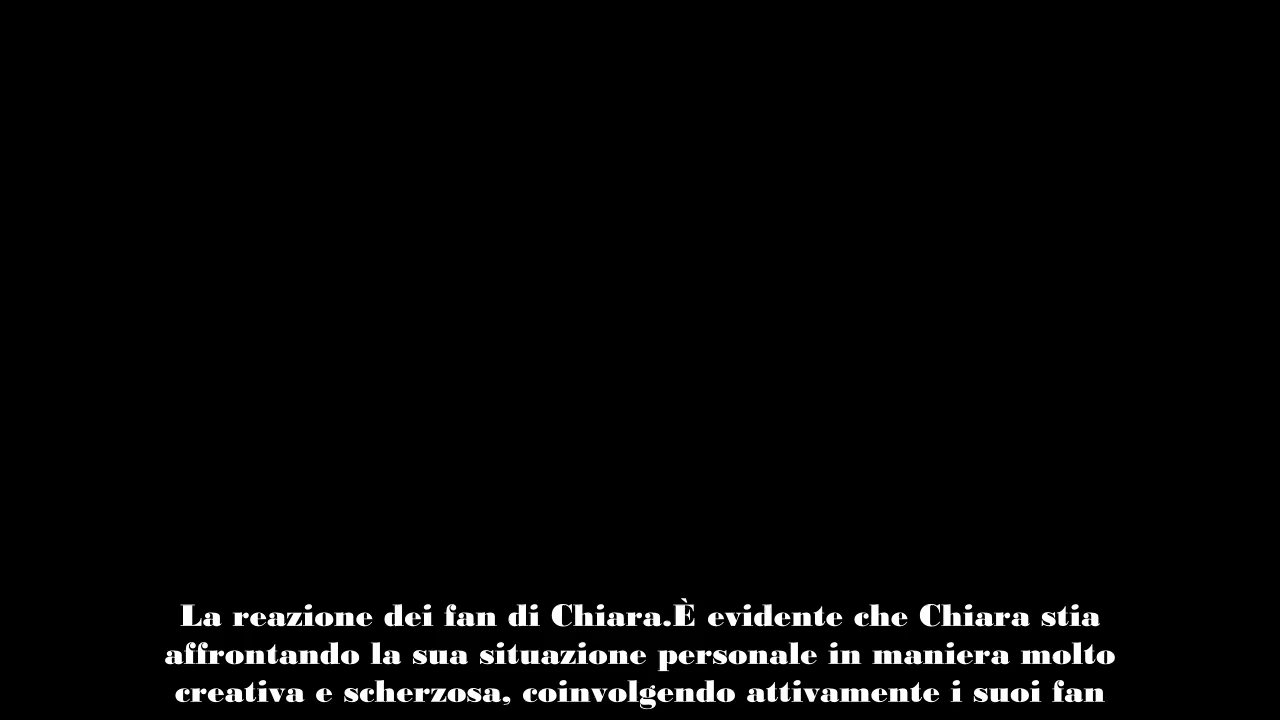 La reazione dei fan di Chiara.È evidente che Chiara stia
affrontando la sua situazione personale in maniera molto
creativa e scherzosa, coinvolgendo attivamente i suoi fan